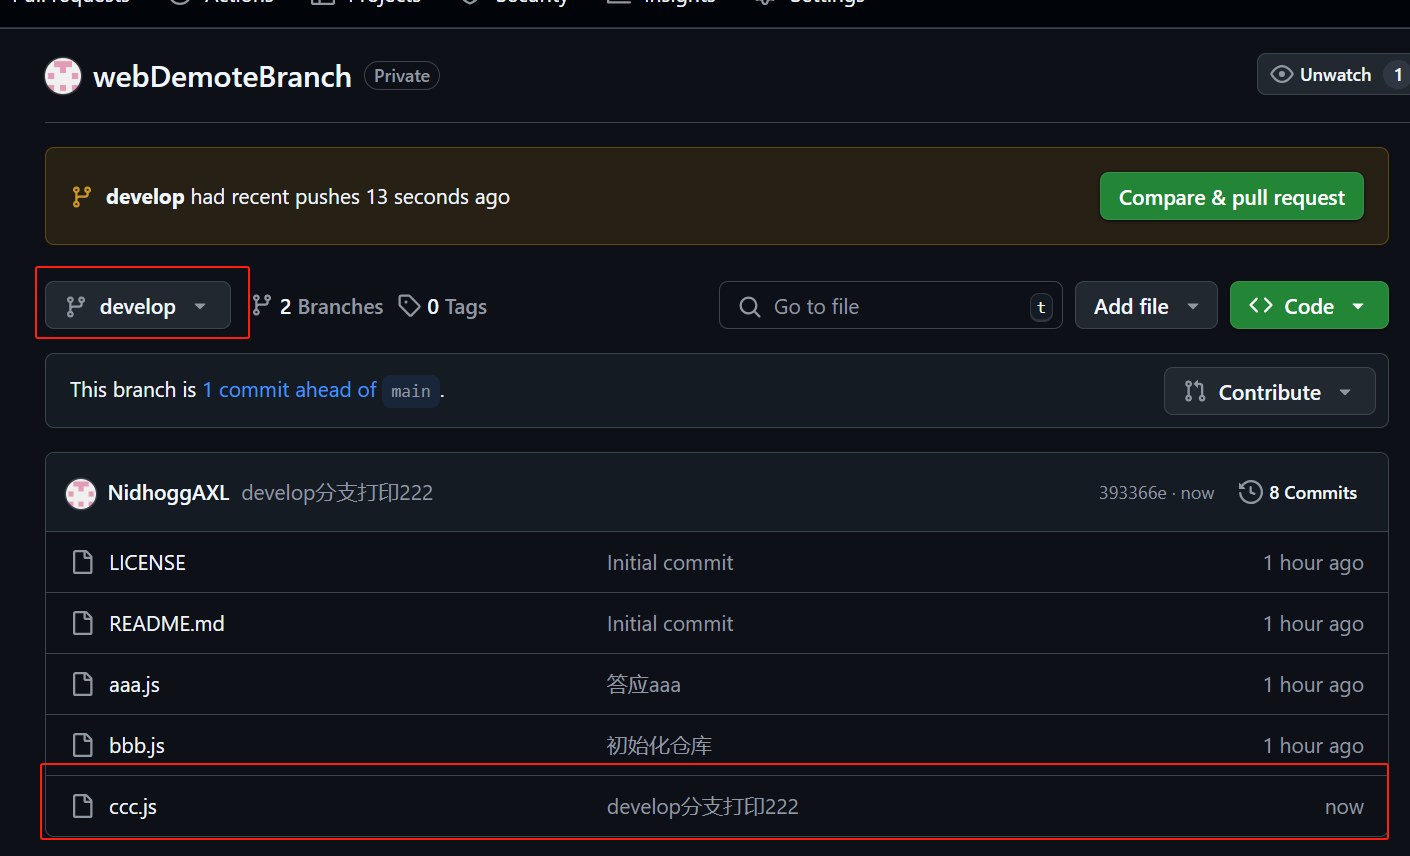 Pull requests Actions Projects Security Insights Settings
webDemoteBranch Private Unwatch 1
develop had recent pushes 13 seconds ago Compare & pull request
develop 2 Branches 0 Tags Go to file t Add file Code
This branch is 1 commit ahead of main . Contribute
NidhoggAXL develop分支打印222 393366e · now 8 Commits
LICENSE Initial commit 1 hour ago
README.md Initial commit 1 hour ago
aaa.js 答应aaa 1 hour ago
bbb.js 初始化仓库 1 hour ago
ccc.js develop分支打印222 now